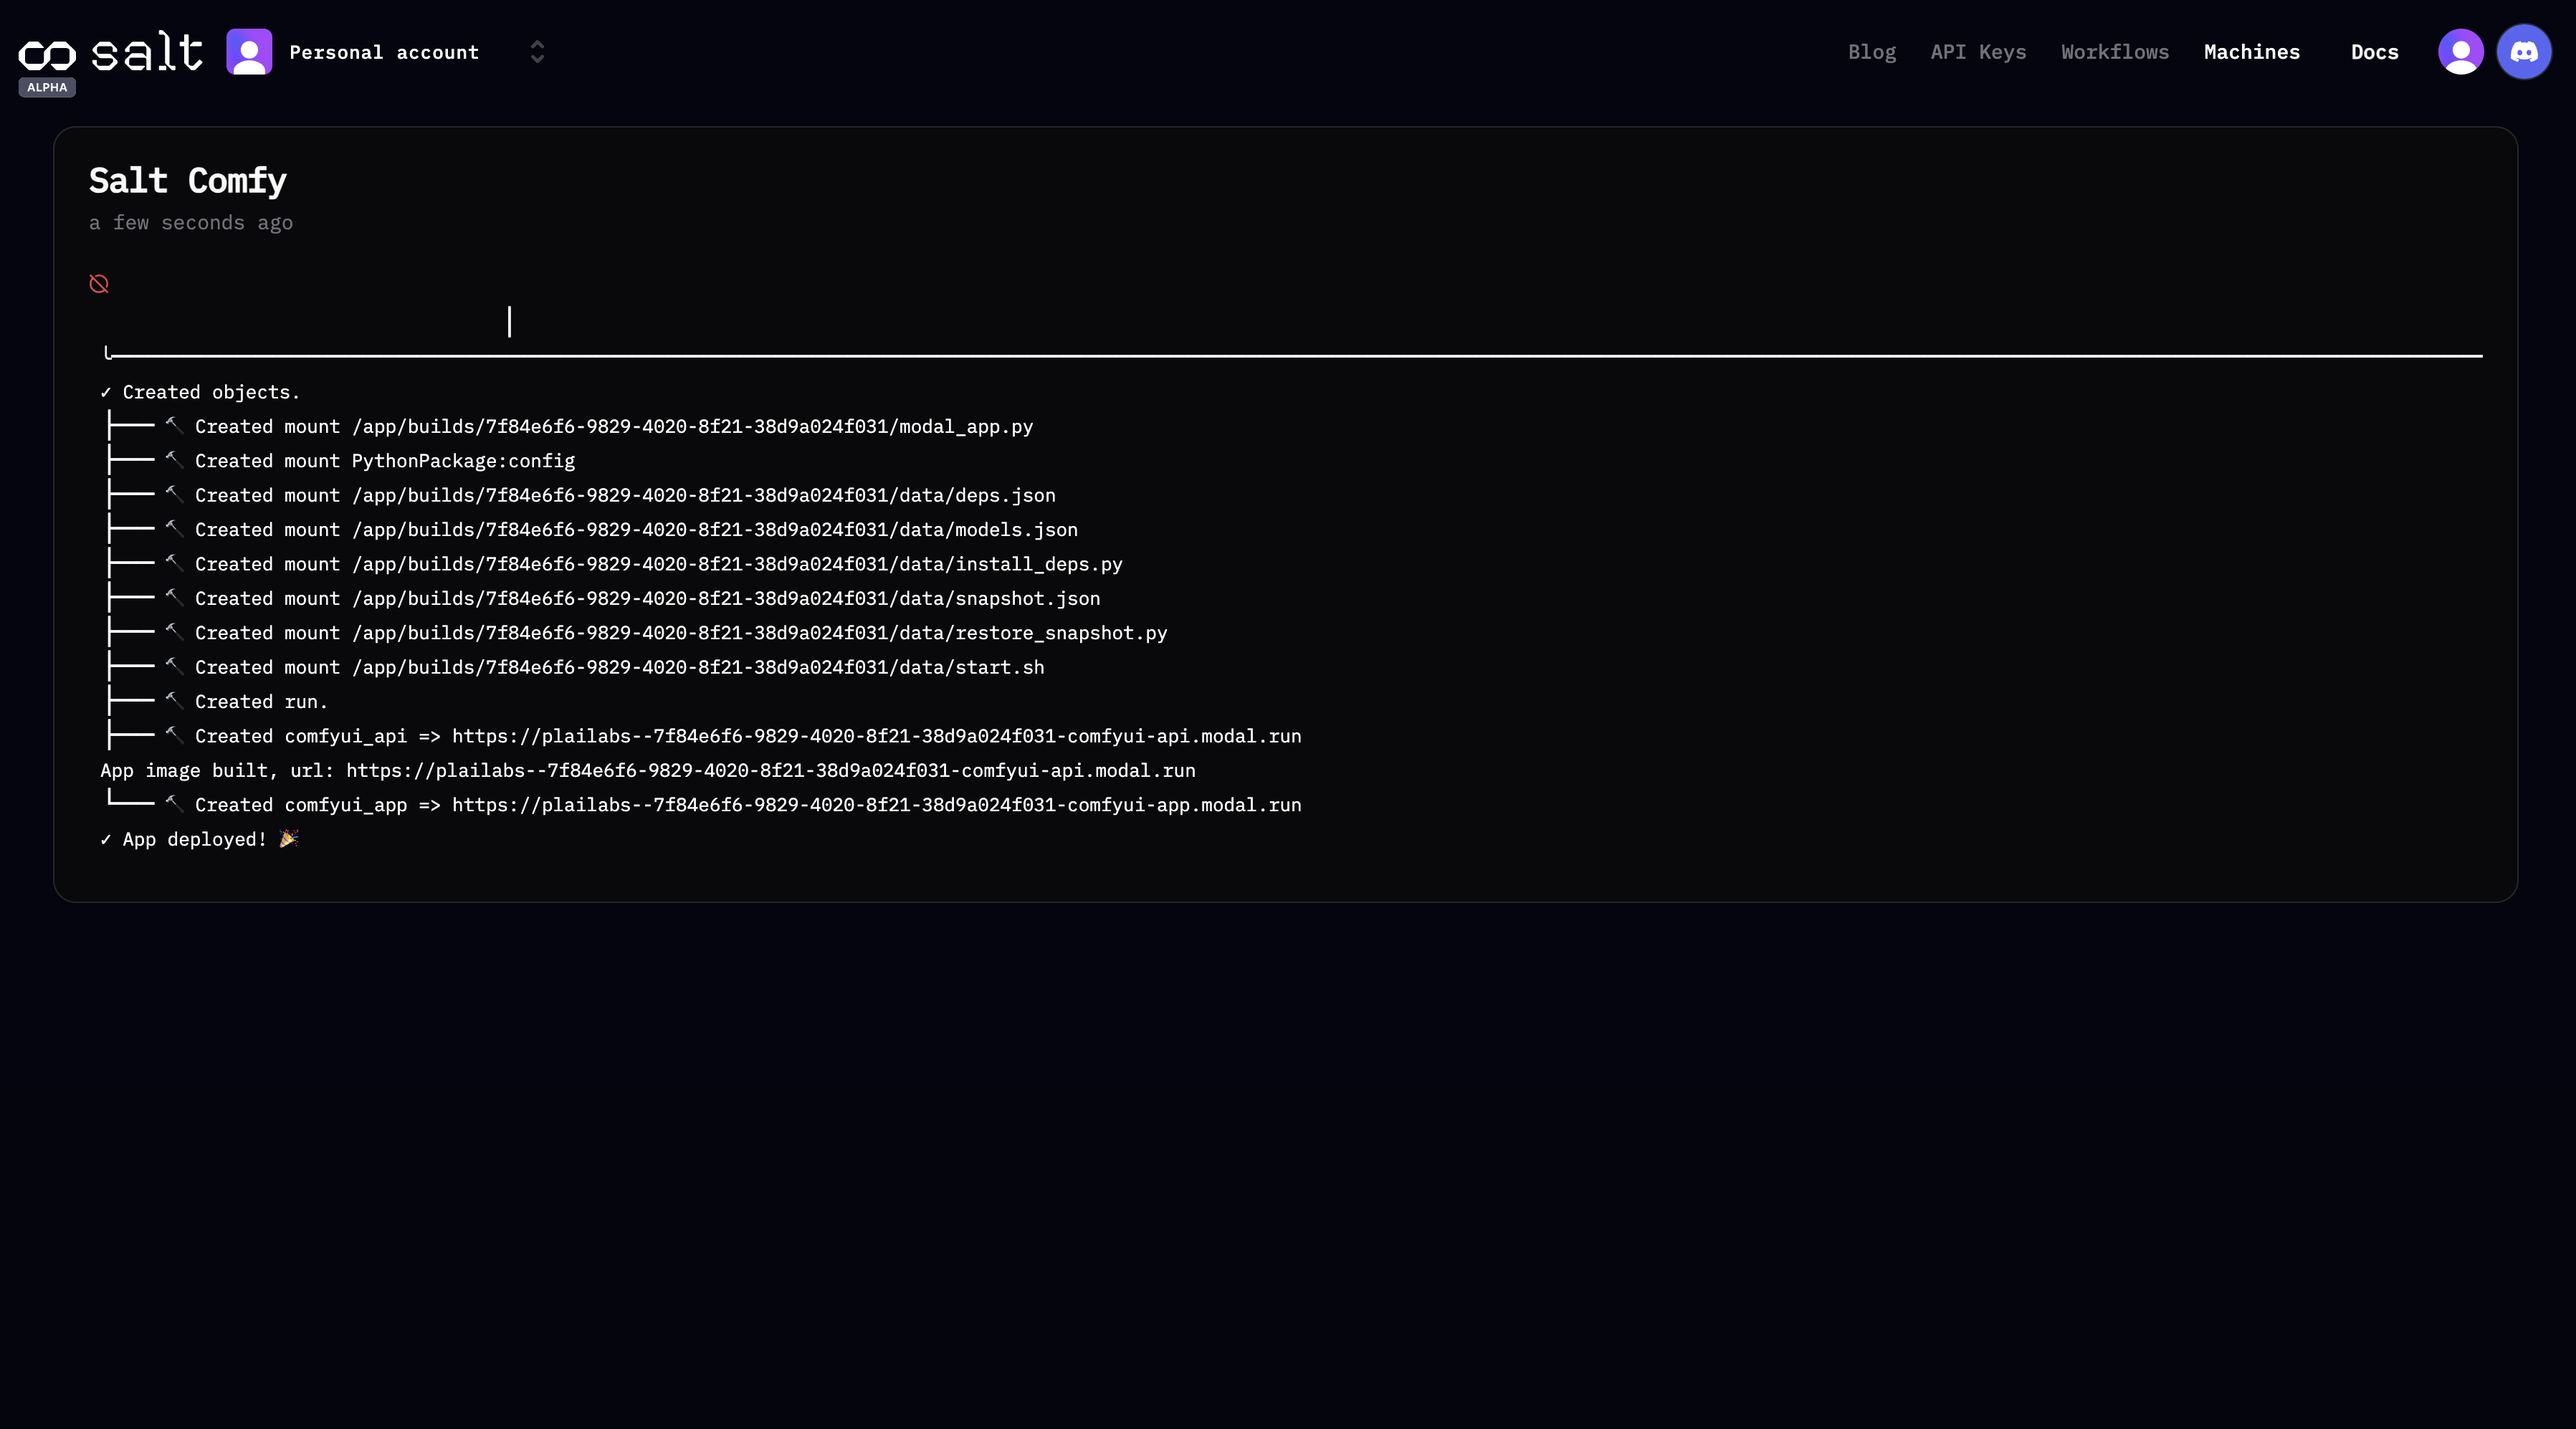 salt
ALPHA
Personal account
Blog
API Keys
Workflows
Machines
Docs
Salt Comfy
a few seconds ago
✓ Created objects.
├── 🔨 Created mount /app/builds/7f84e6f6-9829-4020-8f21-38d9a024f031/modal_app.py
├── 🔨 Created mount PythonPackage:config
├── 🔨 Created mount /app/builds/7f84e6f6-9829-4020-8f21-38d9a024f031/data/deps.json
├── 🔨 Created mount /app/builds/7f84e6f6-9829-4020-8f21-38d9a024f031/data/models.json
├── 🔨 Created mount /app/builds/7f84e6f6-9829-4020-8f21-38d9a024f031/data/install_deps.py
├── 🔨 Created mount /app/builds/7f84e6f6-9829-4020-8f21-38d9a024f031/data/snapshot.json
├── 🔨 Created mount /app/builds/7f84e6f6-9829-4020-8f21-38d9a024f031/data/restore_snapshot.py
├── 🔨 Created mount /app/builds/7f84e6f6-9829-4020-8f21-38d9a024f031/data/start.sh
├── 🔨 Created run.
├── 🔨 Created comfyui_api => https://plailabs--7f84e6f6-9829-4020-8f21-38d9a024f031-comfyui-api.modal.run
App image built, url: https://plailabs--7f84e6f6-9829-4020-8f21-38d9a024f031-comfyui-api.modal.run
└── 🔨 Created comfyui_app => https://plailabs--7f84e6f6-9829-4020-8f21-38d9a024f031-comfyui-app.modal.run
✓ App deployed! 🎉